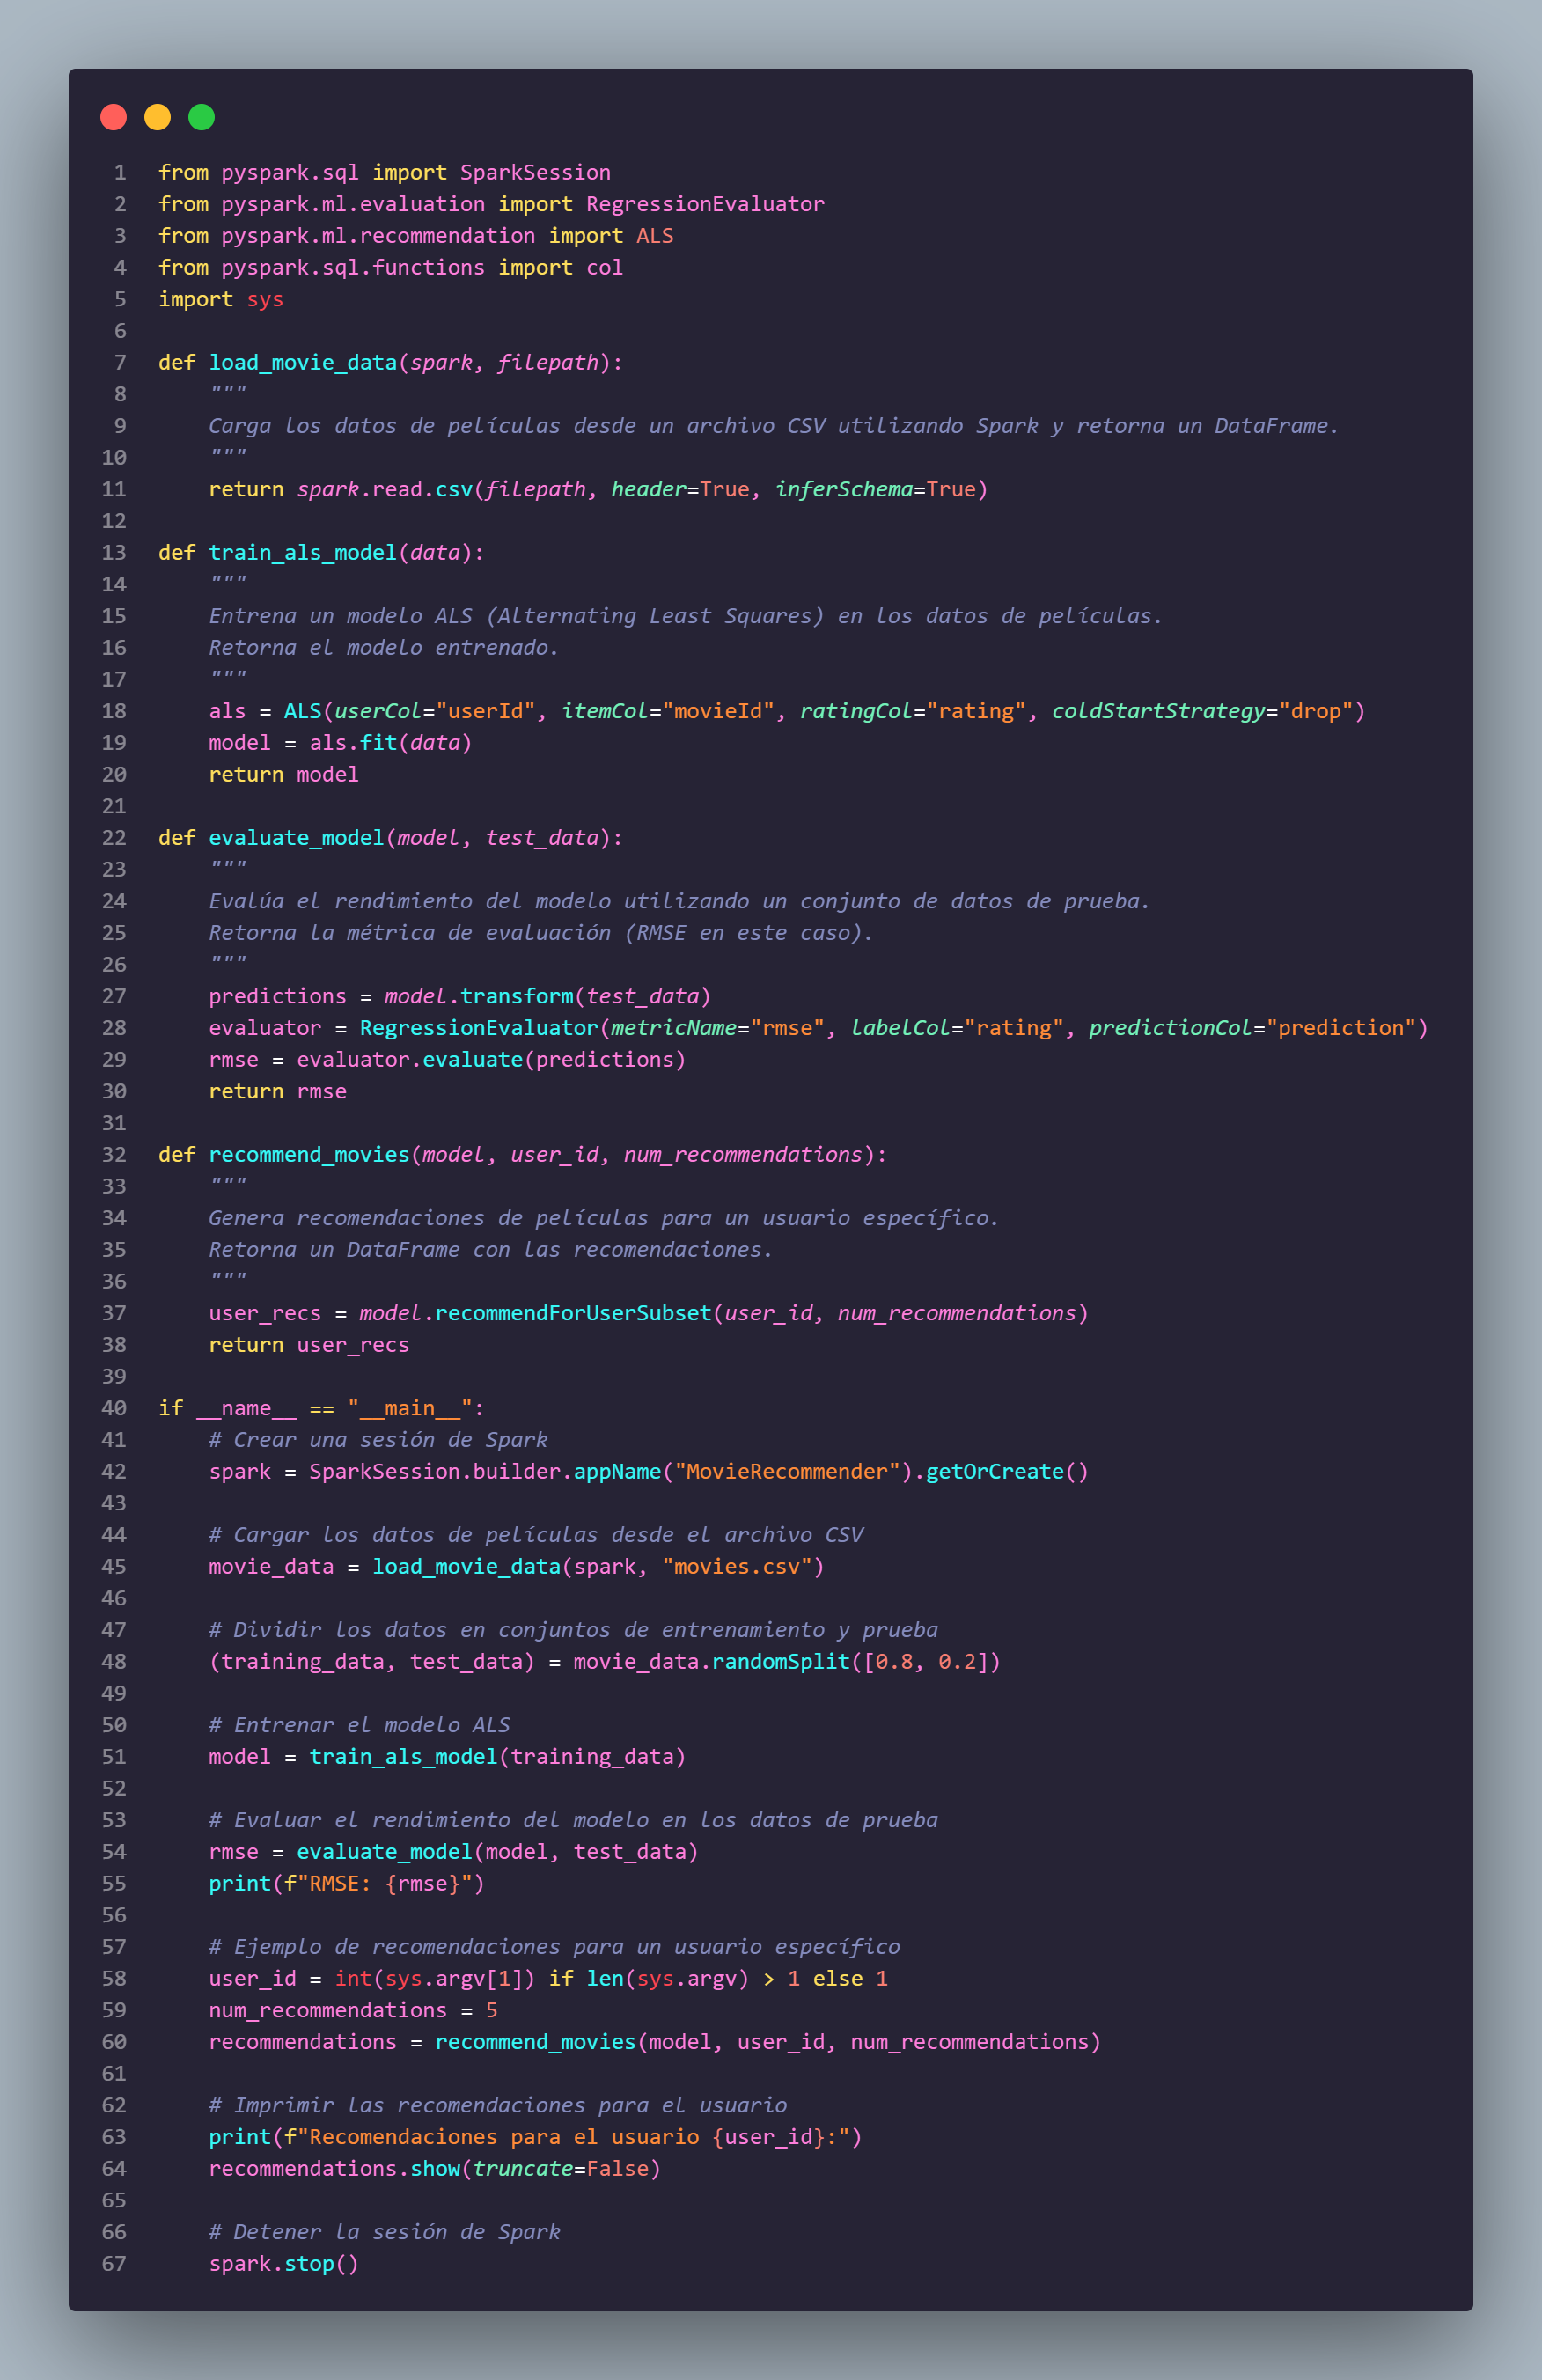 1 from pyspark.sql import SparkSession
2 from pyspark.ml.evaluation import RegressionEvaluator
3 from pyspark.ml.recommendation import ALS
4 from pyspark.sql.functions import col
5 import sys
6
7 def load_movie_data(spark, filepath):
8     """
9     Carga los datos de películas desde un archivo CSV utilizando Spark y retorna un DataFrame.
10     """
11     return spark.read.csv(filepath, header=True, inferSchema=True)
12
13 def train_als_model(data):
14     """
15     Entrena un modelo ALS (Alternating Least Squares) en los datos de películas.
16     Retorna el modelo entrenado.
17     """
18     als = ALS(userCol="userId", itemCol="movieId", ratingCol="rating", coldStartStrategy="drop")
19     model = als.fit(data)
20     return model
21
22 def evaluate_model(model, test_data):
23     """
24     Evalúa el rendimiento del modelo utilizando un conjunto de datos de prueba.
25     Retorna la métrica de evaluación (RMSE en este caso).
26     """
27     predictions = model.transform(test_data)
28     evaluator = RegressionEvaluator(metricName="rmse", labelCol="rating", predictionCol="prediction")
29     rmse = evaluator.evaluate(predictions)
30     return rmse
31
32 def recommend_movies(model, user_id, num_recommendations):
33     """
34     Genera recomendaciones de películas para un usuario específico.
35     Retorna un DataFrame con las recomendaciones.
36     """
37     user_recs = model.recommendForUserSubset(user_id, num_recommendations)
38     return user_recs
39
40 if __name__ == "__main__":
41     # Crear una sesión de Spark
42     spark = SparkSession.builder.appName("MovieRecommender").getOrCreate()
43
44     # Cargar los datos de películas desde el archivo CSV
45     movie_data = load_movie_data(spark, "movies.csv")
46
47     # Dividir los datos en conjuntos de entrenamiento y prueba
48     (training_data, test_data) = movie_data.randomSplit([0.8, 0.2])
49
50     # Entrenar el modelo ALS
51     model = train_als_model(training_data)
52
53     # Evaluar el rendimiento del modelo en los datos de prueba
54     rmse = evaluate_model(model, test_data)
55     print(f"RMSE: {rmse}")
56
57     # Ejemplo de recomendaciones para un usuario específico
58     user_id = int(sys.argv[1]) if len(sys.argv) > 1 else 1
59     num_recommendations = 5
60     recommendations = recommend_movies(model, user_id, num_recommendations)
61
62     # Imprimir las recomendaciones para el usuario
63     print(f"Recomendaciones para el usuario {user_id}:")
64     recommendations.show(truncate=False)
65
66     # Detener la sesión de Spark
67     spark.stop()